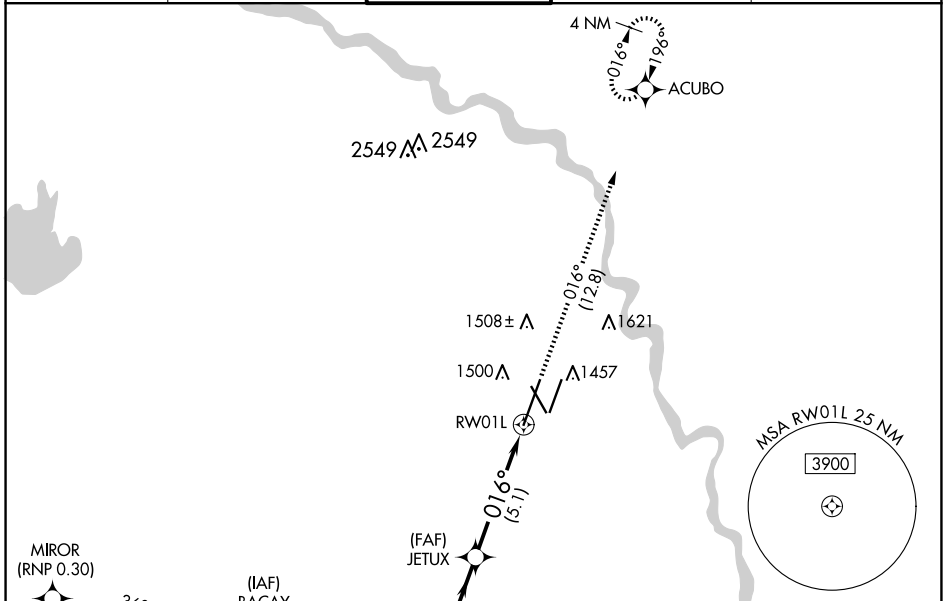 4 NM
016°
196°
ACUBO
2549
2549
016°
(12.8)
1508±
1621
1500
1457
RW01L
MSA RW01L 25 NM
3900
016°
(5.1)
(FAF)
JETUX
MIROR
(RNP 0.30)
(IAF)